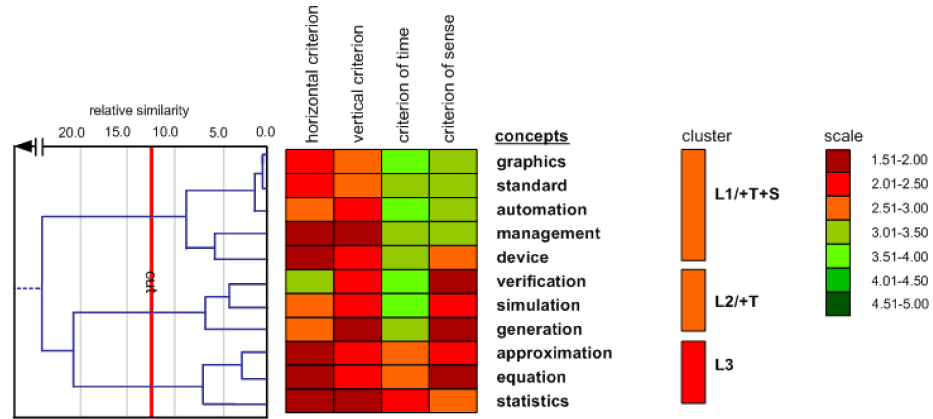 horizontal criterion
vertical criterion
criterion of time
criterion of sense
relative similarity
20.0 15.0 10.0 5.0 0.0
concepts
cluster
scale
graphics
standard
automation
management
device
verification
simulation
generation
approximation
equation
statistics
cut
L1/+T+S
L2/+T
L3
1.51-2.00
2.01-2.50
2.51-3.00
3.01-3.50
3.51-4.00
4.01-4.50
4.51-5.00